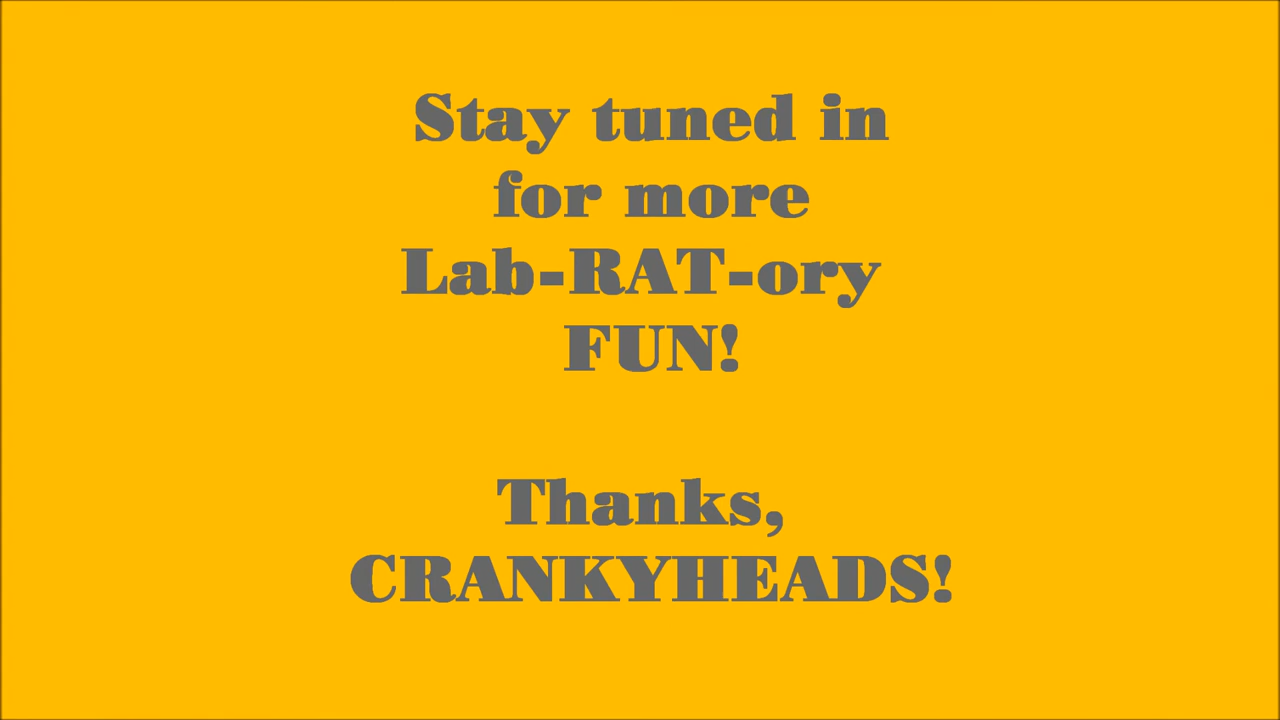 Stay tuned in
for more
Lab-RAT-ory
FUN!
Thanks,
CRANKYHEADS!